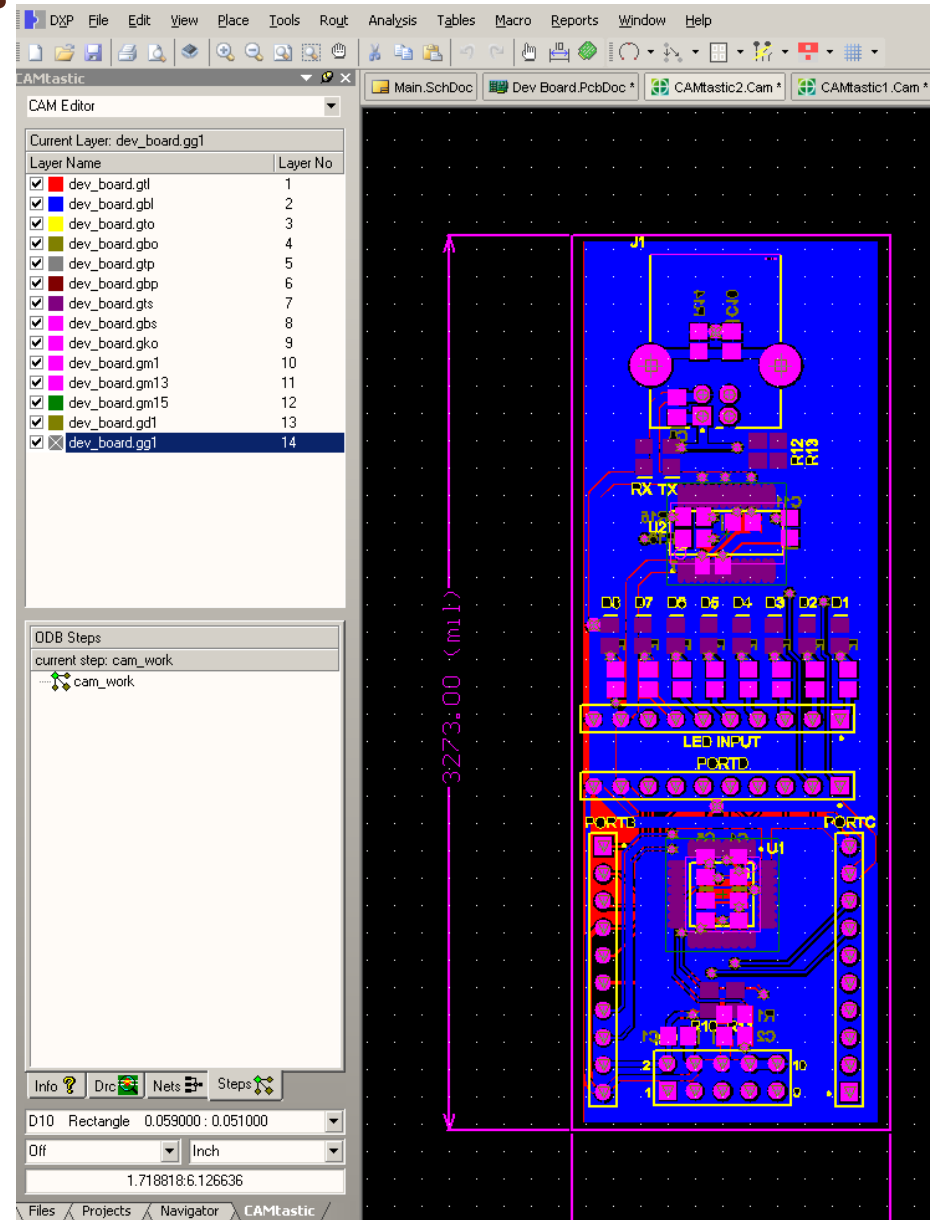 DXP File Edit View Place Tools Rout Analysis Tables Macro Reports Window Help
CAMtastic
Main.SchDoc Dev Board.PcbDoc * CAMtastic2.Cam * CAMtastic1.Cam *
CAM Editor
Current Layer: dev_board.gg1
Layer Name Layer No
dev_board.gtl 1
dev_board.gbl 2
dev_board.gto 3
dev_board.gbo 4
dev_board.gtp 5
dev_board.gbp 6
dev_board.gts 7
dev_board.gbs 8
dev_board.gko 9
dev_board.gm1 10
dev_board.gm13 11
dev_board.gm15 12
dev_board.gd1 13
dev_board.gg1 14
ODB Steps
current step: cam_work
cam_work
Info Drc Nets Steps
D10 Rectangle 0.059000 : 0.051000
Off Inch
1.718818:6.126636
Files Projects Navigator CAMtastic
3273.00 (mil)
J1
R12
R13
RX TX
C11
U2
D8 D7 D6 D5 D4 D3 D2 D1
LED INPUT
PORTD
PORTB PORTC
U1
R1
R10
C1 C2
2 10
1 9